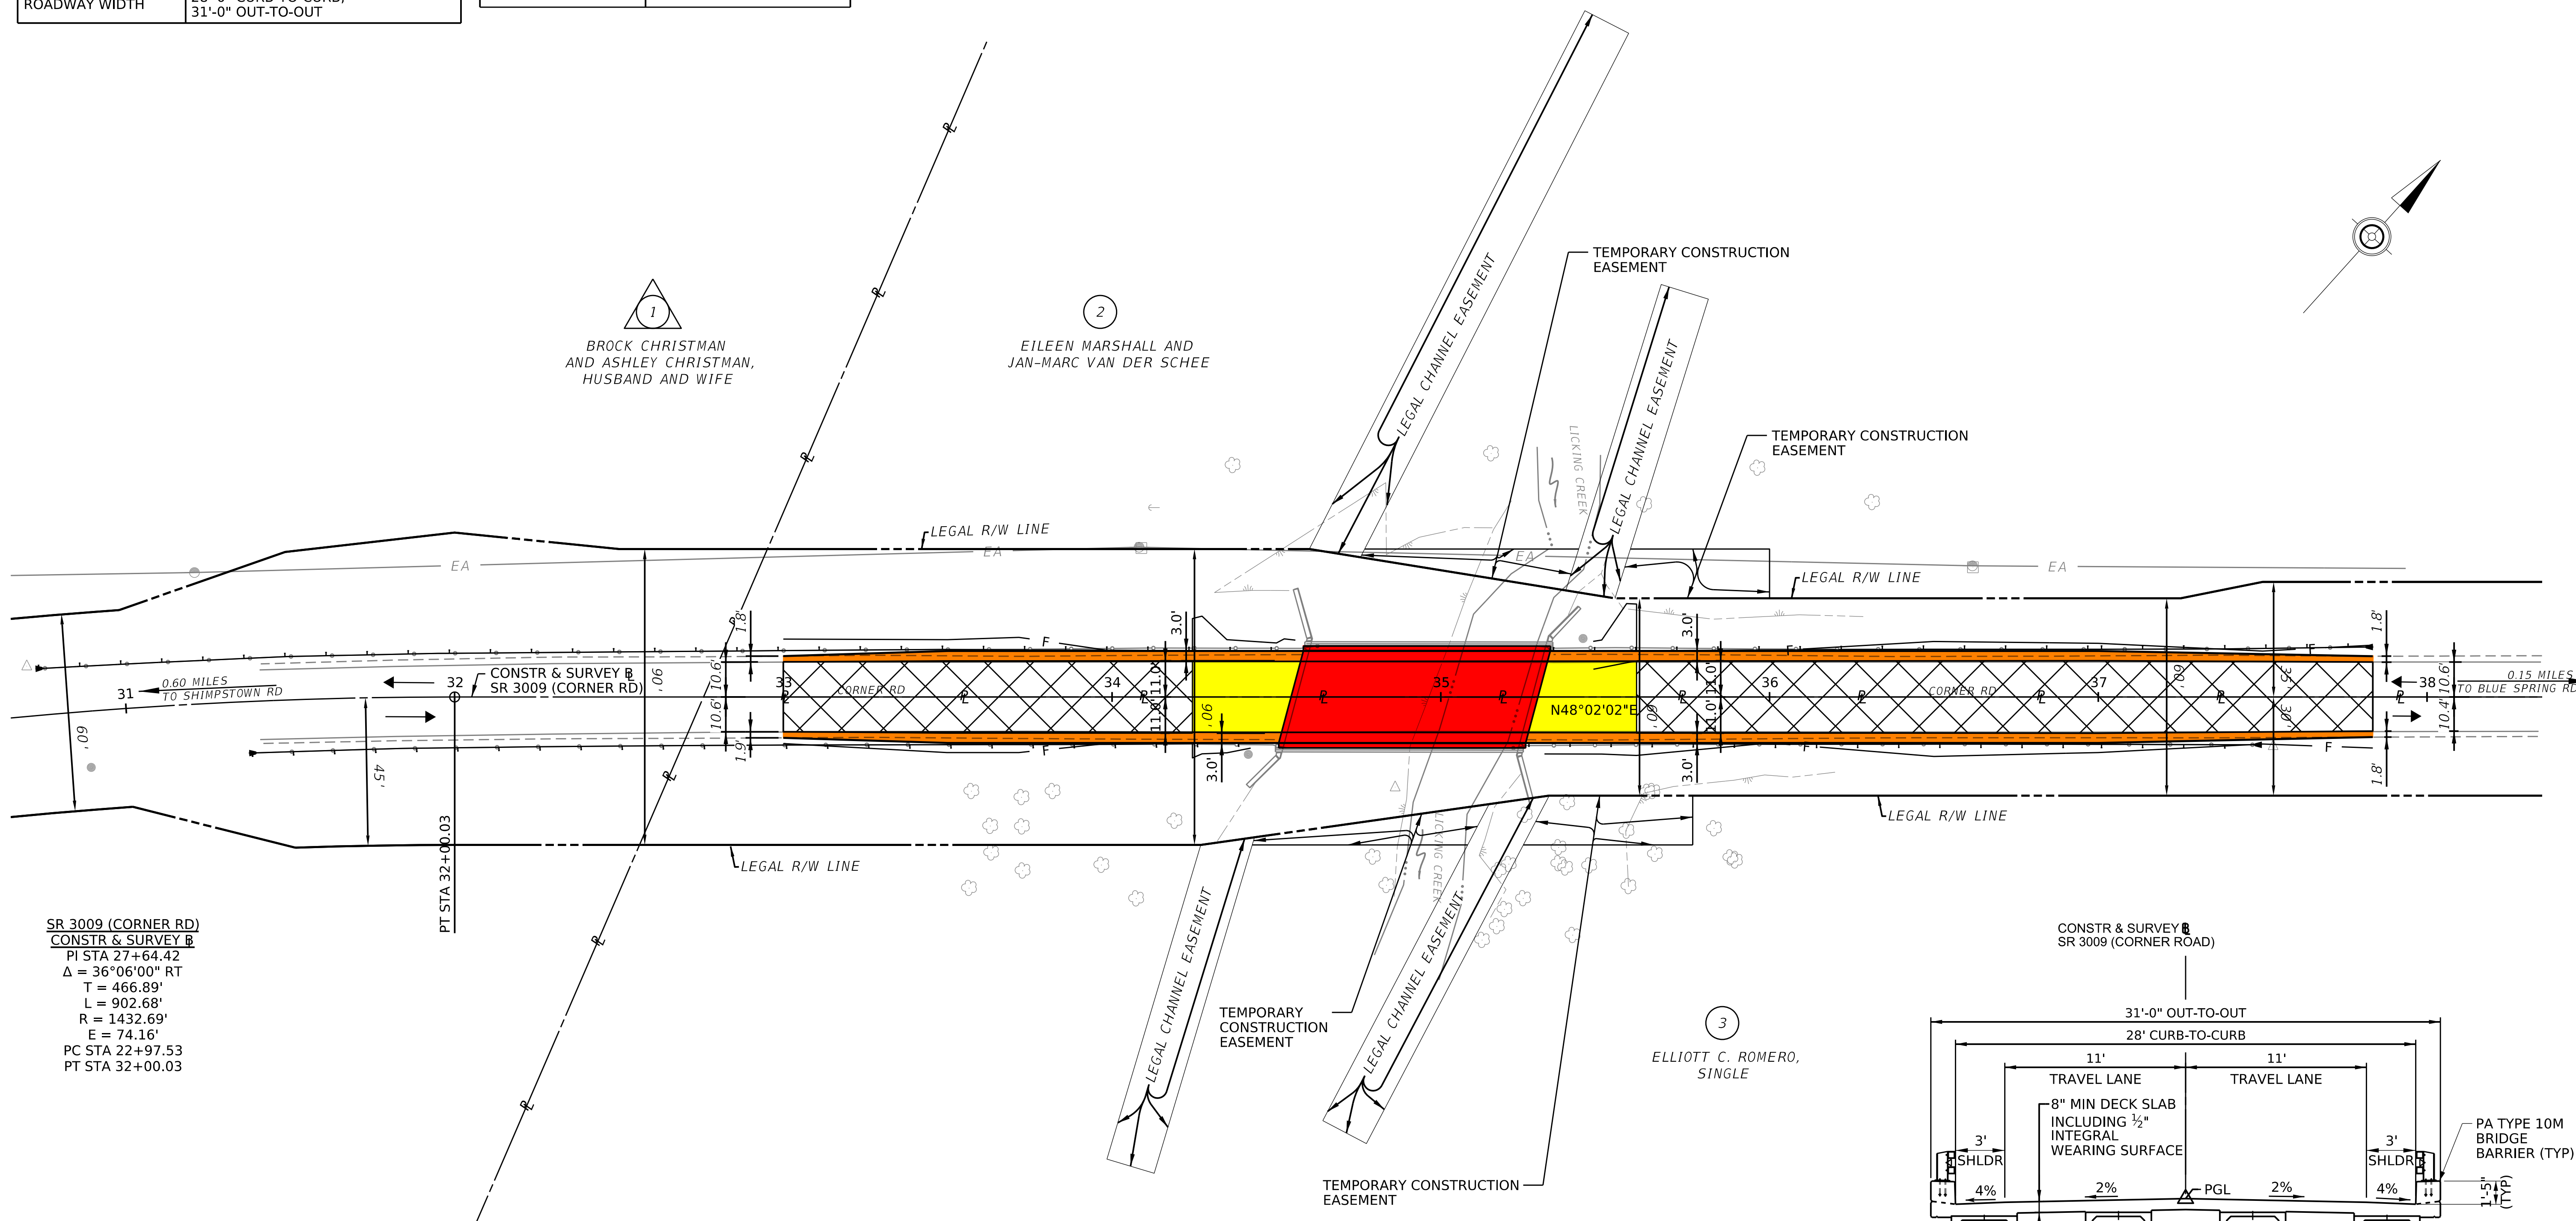 ROADWAY WIDTH
31'-0" OUT-TO-OUT
1
BROCK CHRISTMAN
AND ASHLEY CHRISTMAN,
HUSBAND AND WIFE
2
EILEEN MARSHALL AND
JAN-MARC VAN DER SCHEE
LEGAL CHANNEL EASEMENT
TEMPORARY CONSTRUCTION
EASEMENT
LEGAL CHANNEL EASEMENT
LICKING CREEK
TEMPORARY CONSTRUCTION
EASEMENT
LEGAL R/W LINE
EA
EA
EA
EA
LEGAL R/W LINE
F
F
F
1.8'
3.0'
3.0'
1.8'
31
0.60 MILES
TO SHIMPSTOWN RD
32
CONSTR & SURVEY ⅊
SR 3009 (CORNER RD)
90'
10.6'
33
CORNER RD
34
11.0'
35
11.0'
36
CORNER RD
37
60'
35'
10.6'
0.15 MILES
38
TO BLUE SPRING RD
60'
45'
10.6'
11.0'
90'
N48°02'02"E
60'
11.0'
30'
10.4'
1.9'
F
3.0'
3.0'
F
F
1.8'
PT STA 32+00.03
LEGAL R/W LINE
LEGAL R/W LINE
LICKING CREEK
SR 3009 (CORNER RD)
CONSTR & SURVEY ⅊
PI STA 27+64.42
Δ = 36°06'00" RT
T = 466.89'
L = 902.68'
R = 1432.69'
E = 74.16'
PC STA 22+97.53
PT STA 32+00.03
LEGAL CHANNEL EASEMENT
LEGAL CHANNEL EASEMENT
TEMPORARY
CONSTRUCTION
EASEMENT
TEMPORARY CONSTRUCTION
EASEMENT
3
ELLIOTT C. ROMERO,
SINGLE
CONSTR & SURVEY
SR 3009 (CORNER ROAD)
31'-0" OUT-TO-OUT
28' CURB-TO-CURB
11'
11'
TRAVEL LANE
TRAVEL LANE
8" MIN DECK SLAB
INCLUDING ½"
INTEGRAL
WEARING SURFACE
3'
SHLDR
3'
SHLDR
PA TYPE 10M
BRIDGE
BARRIER (TYP)
4%
2%
PGL
2%
4%
1'-5"
(TYP)